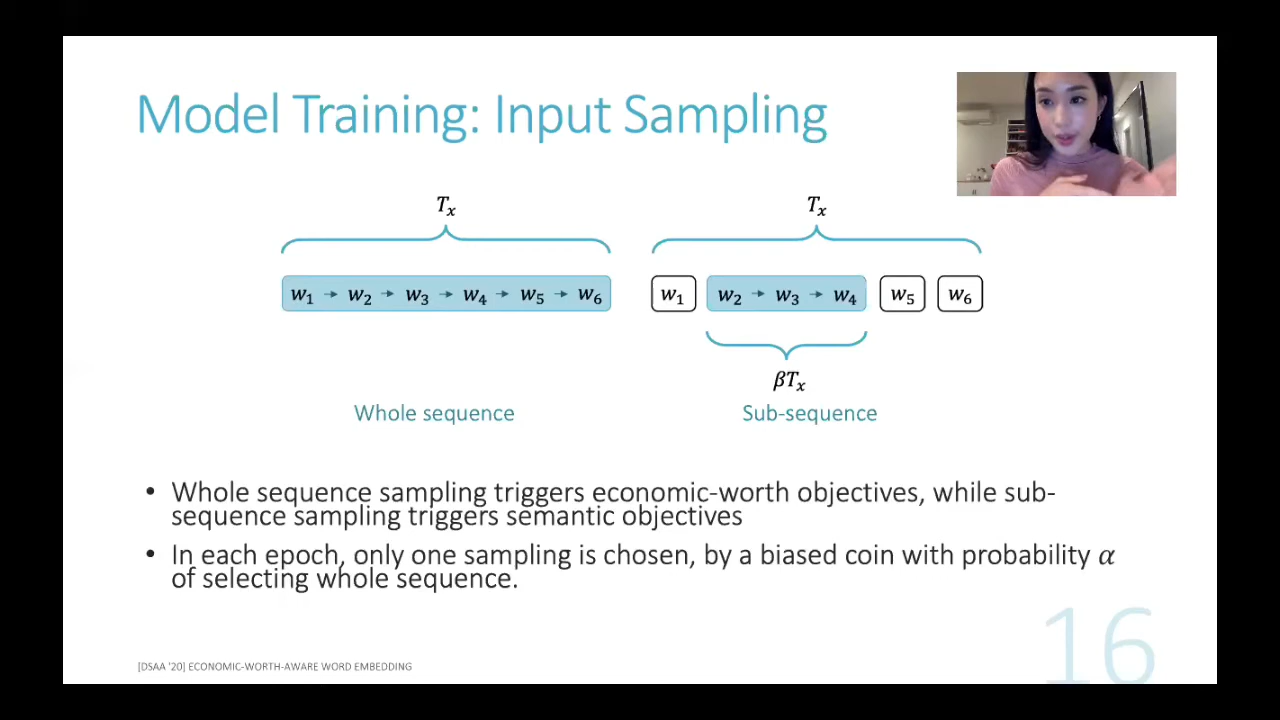 Model Training: Input Sampling
Tₓ Tₓ
w₁ → w₂ → w₃ → w₄ → w₅ → w₆ w₁ w₂ → w₃ → w₄ w₅ w₆
βTₓ
Whole sequence Sub-sequence
• Whole sequence sampling triggers economic-worth objectives, while sub-
sequence sampling triggers semantic objectives
• In each epoch, only one sampling is chosen, by a biased coin with probability α
of selecting whole sequence.
16
[DSAA '20] ECONOMIC-WORTH-AWARE WORD EMBEDDING